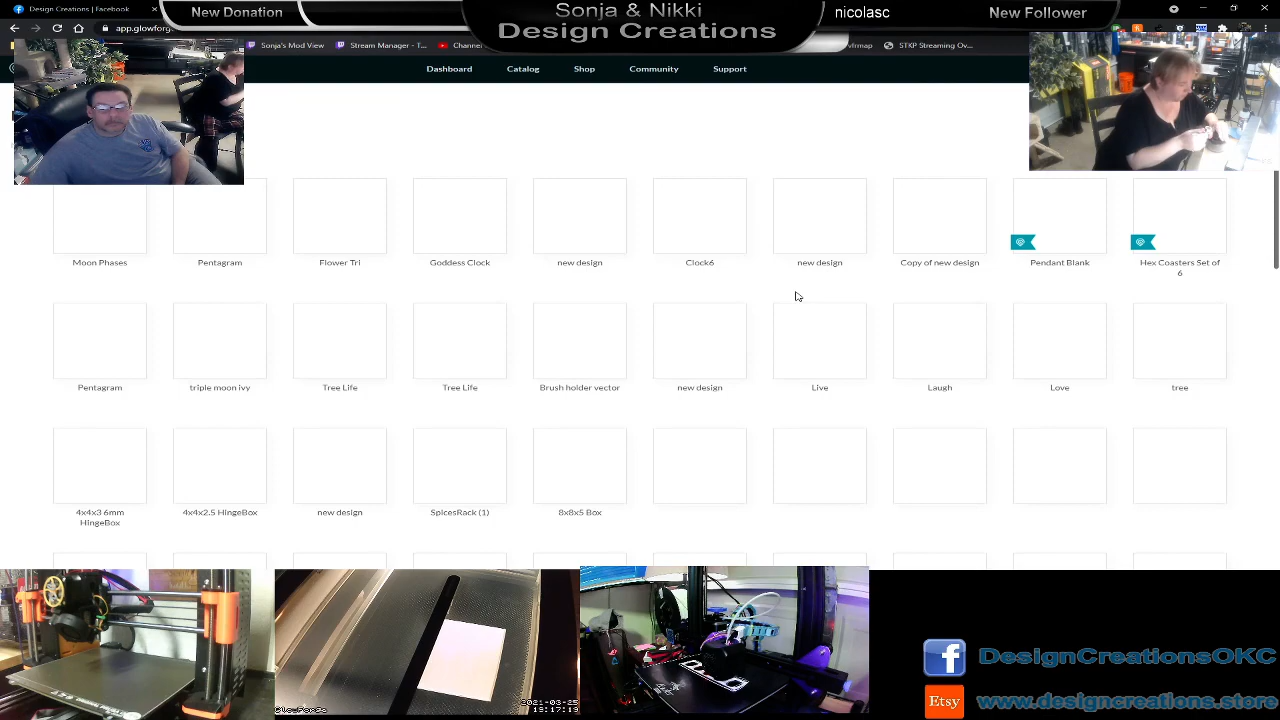 Design Creations | Facebook
New Donation
Sonja & Nikki
Design Creations
nicolasc
New Follower
app.glowforg
Sonja's Mod View
Stream Manager - T...
Chann
vfrmap
STKP Streaming Ov...
Dashboard
Catalog
Shop
Community
Support
Moon Phases
Pentagram
Flower Tri
Goddess Clock
new design
Clock6
new design
Copy of new design
Pendant Blank
Hex Coasters Set of
6
Pentagram
triple moon ivy
Tree Life
Tree Life
Brush holder vector
new design
Live
Laugh
Love
tree
4x4x3 6mm
HingeBox
4x4x2.5 HingeBox
new design
SpicesRack (1)
8x8x5 Box
DesignCreationsOKC
Etsy
www.designcreations.store